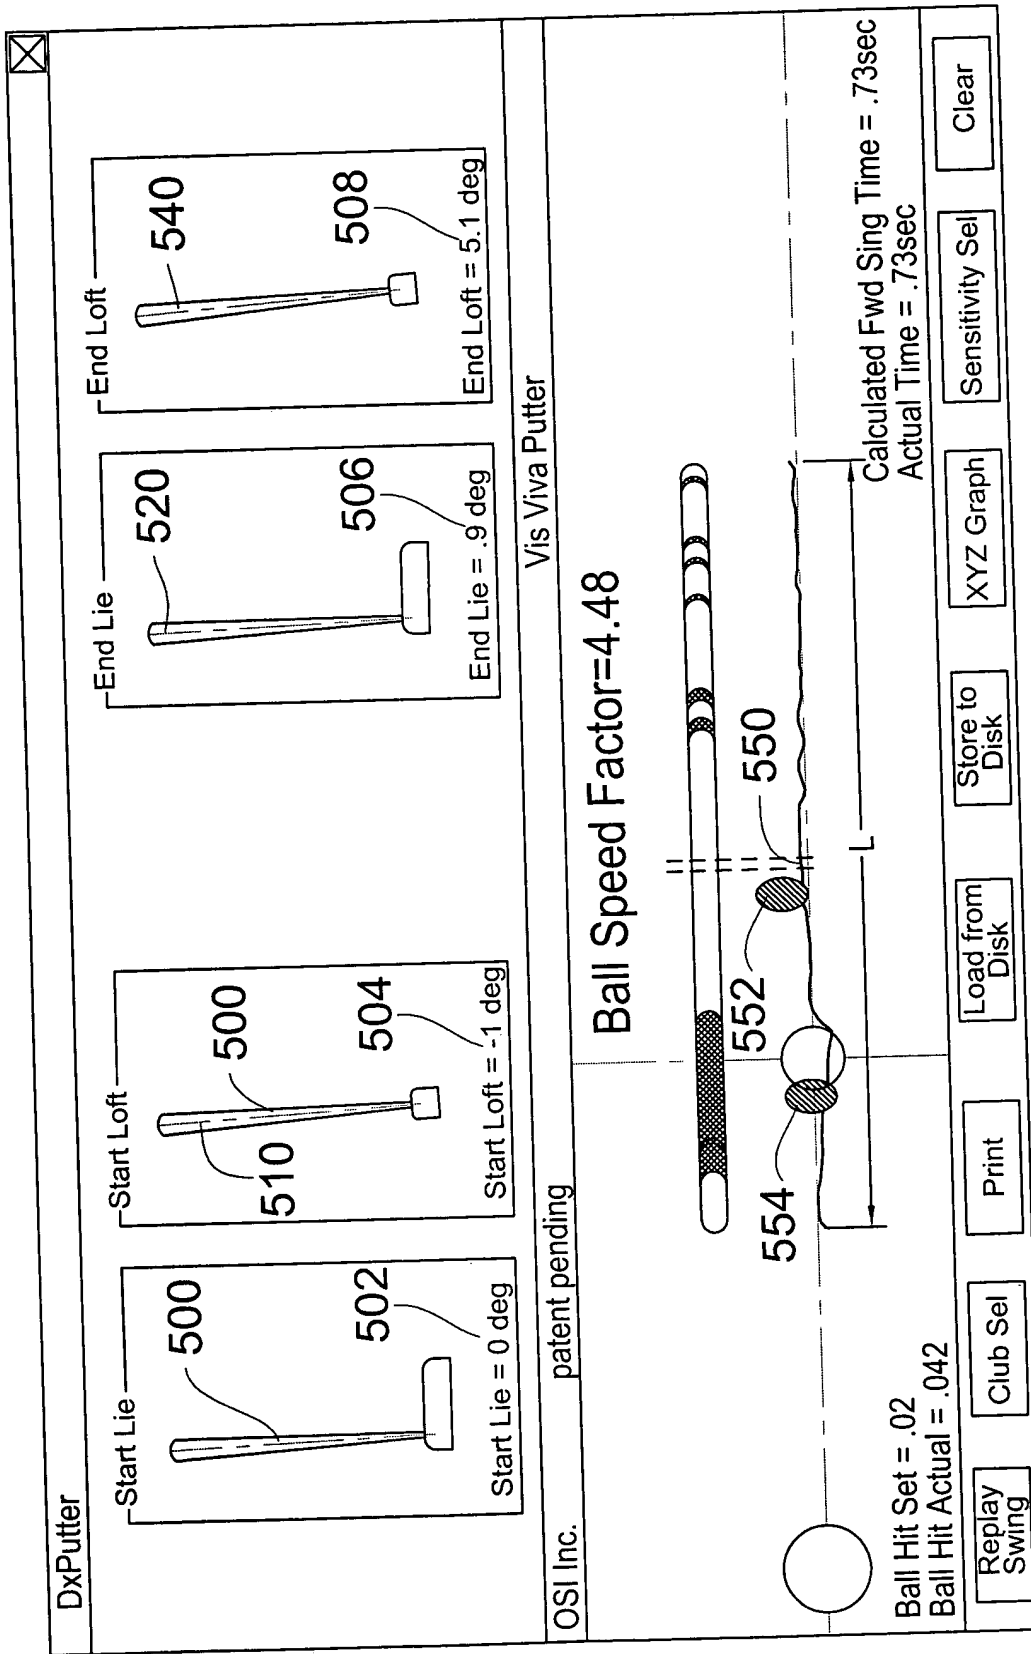 DxPutter
Start Lie
500
502
Start Lie = 0 deg
Start Loft
500
510
504
Start Loft = -.1 deg
End Lie
520
506
End Lie = .9 deg
End Loft
540
508
End Loft = 5.1 deg
OSI Inc.
patent pending
Vis Viva Putter
Ball Speed Factor=4.48
550
552
554
L
Ball Hit Set = .02
Ball Hit Actual = .042
Calculated Fwd Sing Time = .73sec
Actual Time = .73sec
Replay
Swing
Club Sel
Print
Load from
Disk
Store to
Disk
XYZ Graph
Sensitivity Sel
Clear